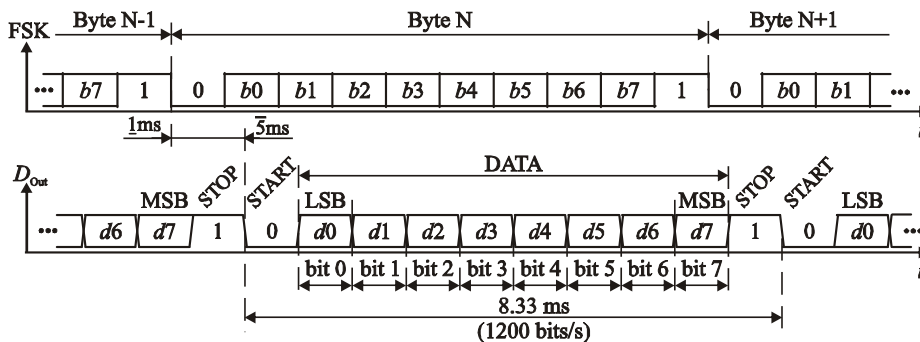 Byte N-1 Byte N Byte N+1
FSK
••• b7 1 0 b0 b1 b2 b3 b4 b5 b6 b7 1 0 b0 b1 •••
t
1ms 5ms
DATA
D Out
MSB STOP START LSB MSB STOP START LSB
••• d6 d7 1 0 d0 d1 d2 d3 d4 d5 d6 d7 1 0 d0 •••
bit 0 bit 1 bit 2 bit 3 bit 4 bit 5 bit 6 bit 7
t
8.33 ms
(1200 bits/s)